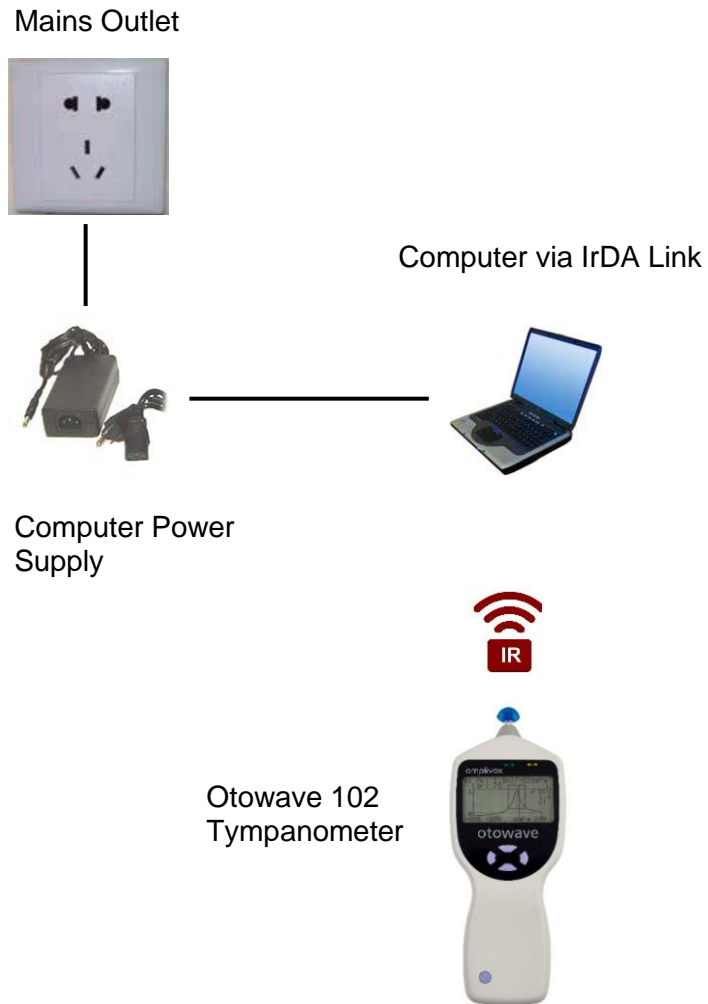 Mains Outlet
Computer via IrDA Link
Computer Power
Supply
IR
Otowave 102
Tympanometer
amplivox
otowave